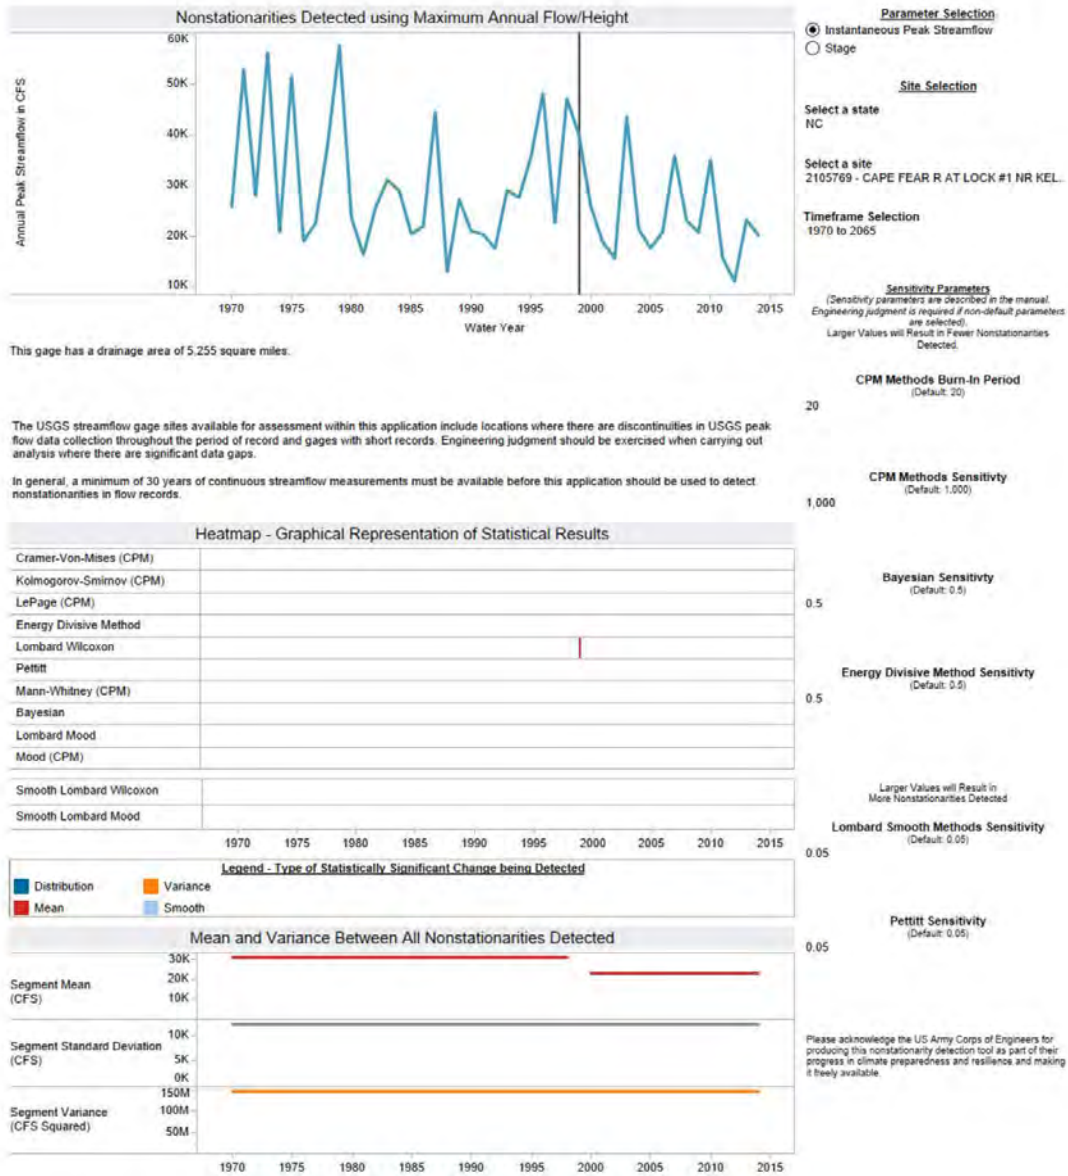 Nonstationarities Detected using Maximum Annual Flow/Height
Annual Peak Streamflow in CFS
60K
50K
40K
30K
20K
10K
1970 1975 1980 1985 1990 1995 2000 2005 2010 2015
Water Year
This gage has a drainage area of 5,255 square miles.
The USGS streamflow gage sites available for assessment within this application include locations where there are discontinuities in USGS peak
flow data collection throughout the period of record and gages with short records. Engineering judgment should be exercised when carrying out
analysis where there are significant data gaps.
In general, a minimum of 30 years of continuous streamflow measurements must be available before this application should be used to detect
nonstationarities in flow records.
Heatmap - Graphical Representation of Statistical Results
Cramer-Von-Mises (CPM)
Kolmogorov-Smirnov (CPM)
LePage (CPM)
Energy Divisive Method
Lombard Wilcoxon
Pettitt
Mann-Whitney (CPM)
Bayesian
Lombard Mood
Mood (CPM)
Smooth Lombard Wilcoxon
Smooth Lombard Mood
1970 1975 1980 1985 1990 1995 2000 2005 2010 2015
Legend - Type of Statistically Significant Change being Detected
Distribution Variance
Mean Smooth
Mean and Variance Between All Nonstationarities Detected
Segment Mean
(CFS)
30K
20K
10K
Segment Standard Deviation
(CFS)
10K
5K
0K
Segment Variance
(CFS Squared)
150M
100M
50M
1970 1975 1980 1985 1990 1995 2000 2005 2010 2015
Parameter Selection
Instantaneous Peak Streamflow
Stage
Site Selection
Select a state
NC
Select a site
2105769 - CAPE FEAR R AT LOCK #1 NR KEL..
Timeframe Selection
1970 to 2065
Sensitivity Parameters
(Sensitivity parameters are described in the manual.
Engineering judgment is required if non-default parameters
are selected).
Larger Values will Result in Fewer Nonstationarities
Detected.
CPM Methods Burn-In Period
(Default: 20)
20
CPM Methods Sensitivty
(Default: 1,000)
1,000
Bayesian Sensitivty
(Default: 0.5)
0.5
Energy Divisive Method Sensitivty
(Default: 0.5)
0.5
Larger Values will Result in
More Nonstationarities Detected
Lombard Smooth Methods Sensitivity
(Default: 0.05)
0.05
Pettitt Sensitivity
(Default: 0.05)
0.05
Please acknowledge the US Army Corps of Engineers for
producing this nonstationarity detection tool as part of their
progress in climate preparedness and resilience and making
it freely available.